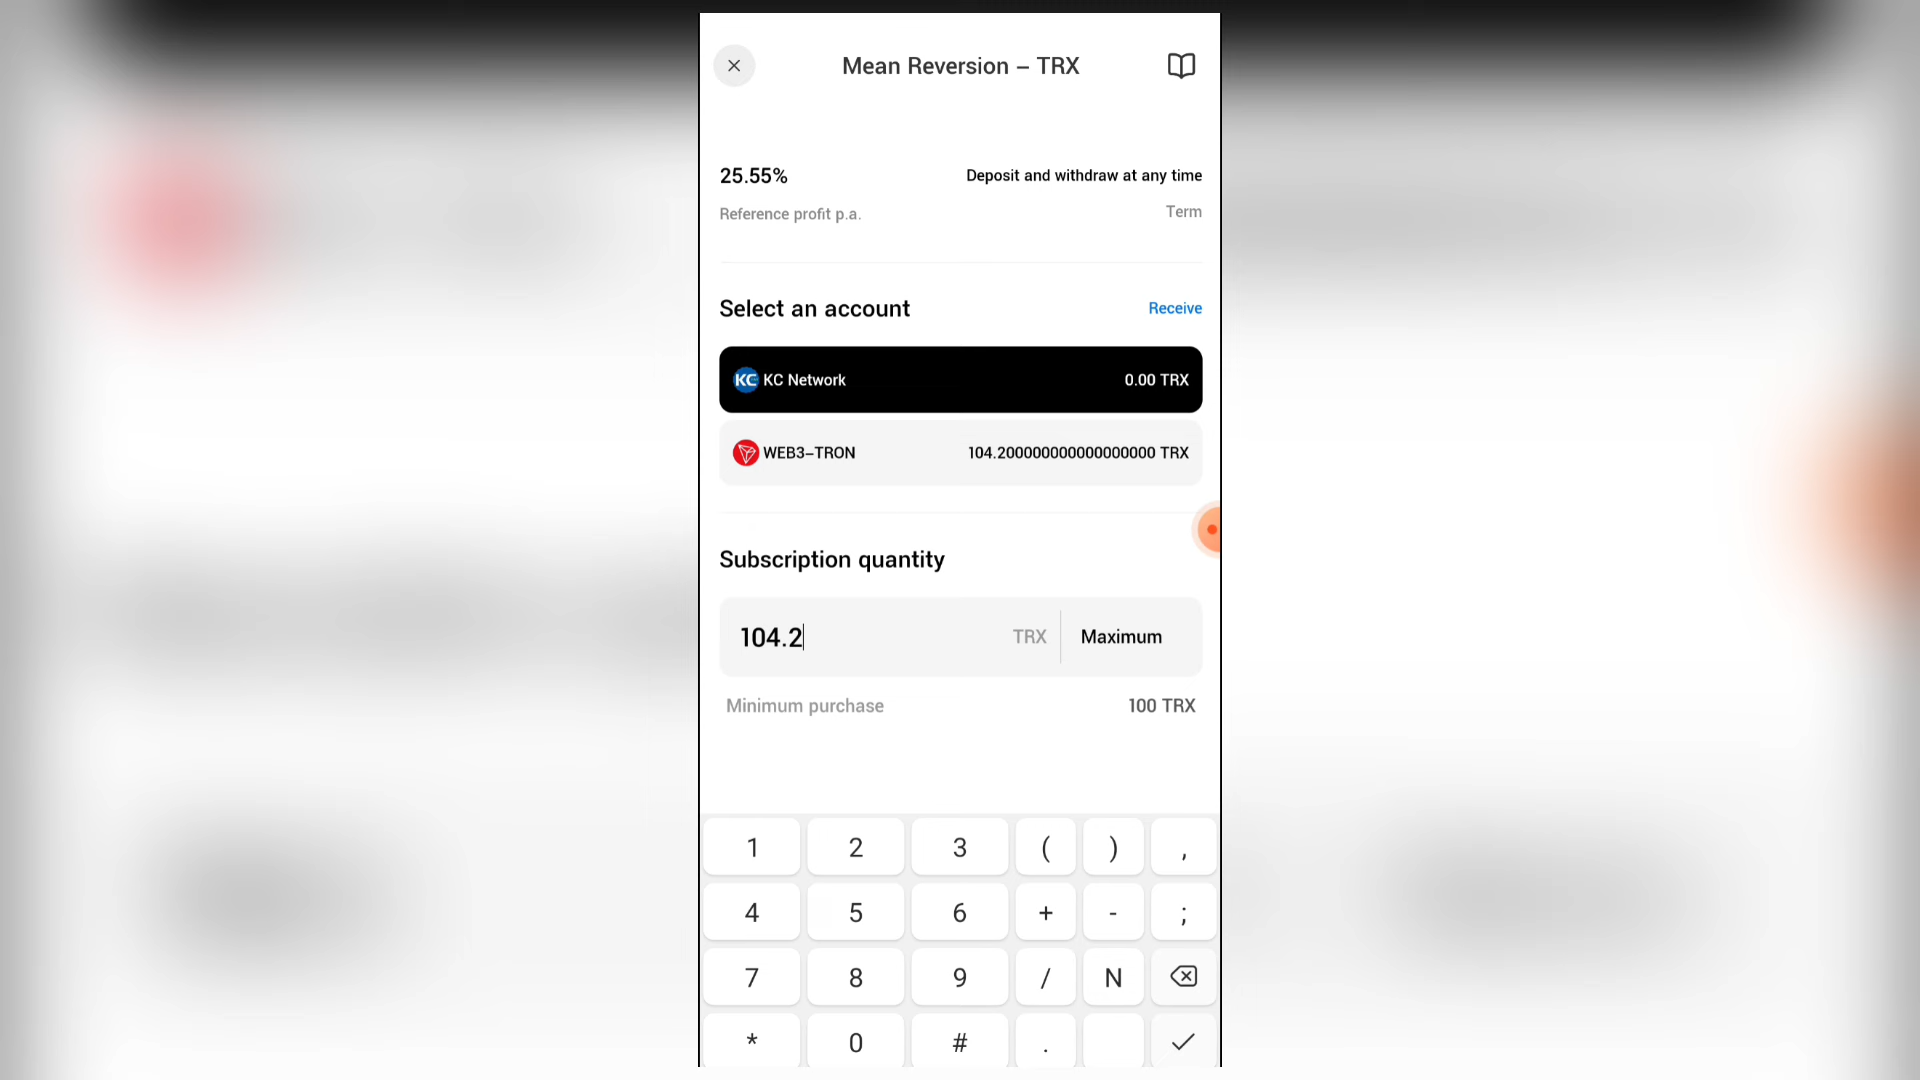 Mean Reversion – TRX
25.55% Deposit and withdraw at any time
Reference profit p.a. Term
Select an account Receive
KC KC Network 0.00 TRX
WEB3–TRON 104.200000000000000000 TRX
Subscription quantity
104.2 TRX Maximum
Minimum purchase 100 TRX
1 2 3 ( ) ,
4 5 6 + - ;
7 8 9 / N
* 0 # .